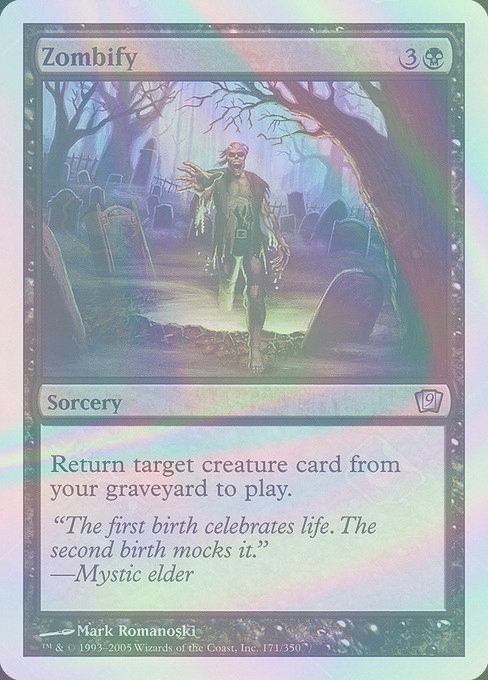 Zombify 3
Sorcery 9
Return target creature card from
your graveyard to play.
“The first birth celebrates life. The
second birth mocks it.”
—Mystic elder
Mark Romanoski
™ & © 1993–2005 Wizards of the Coast, Inc. 171/350